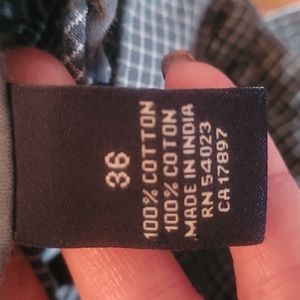 36
100% COTTON
100% COTON
MADE IN INDIA
RN 54023
CA 17897